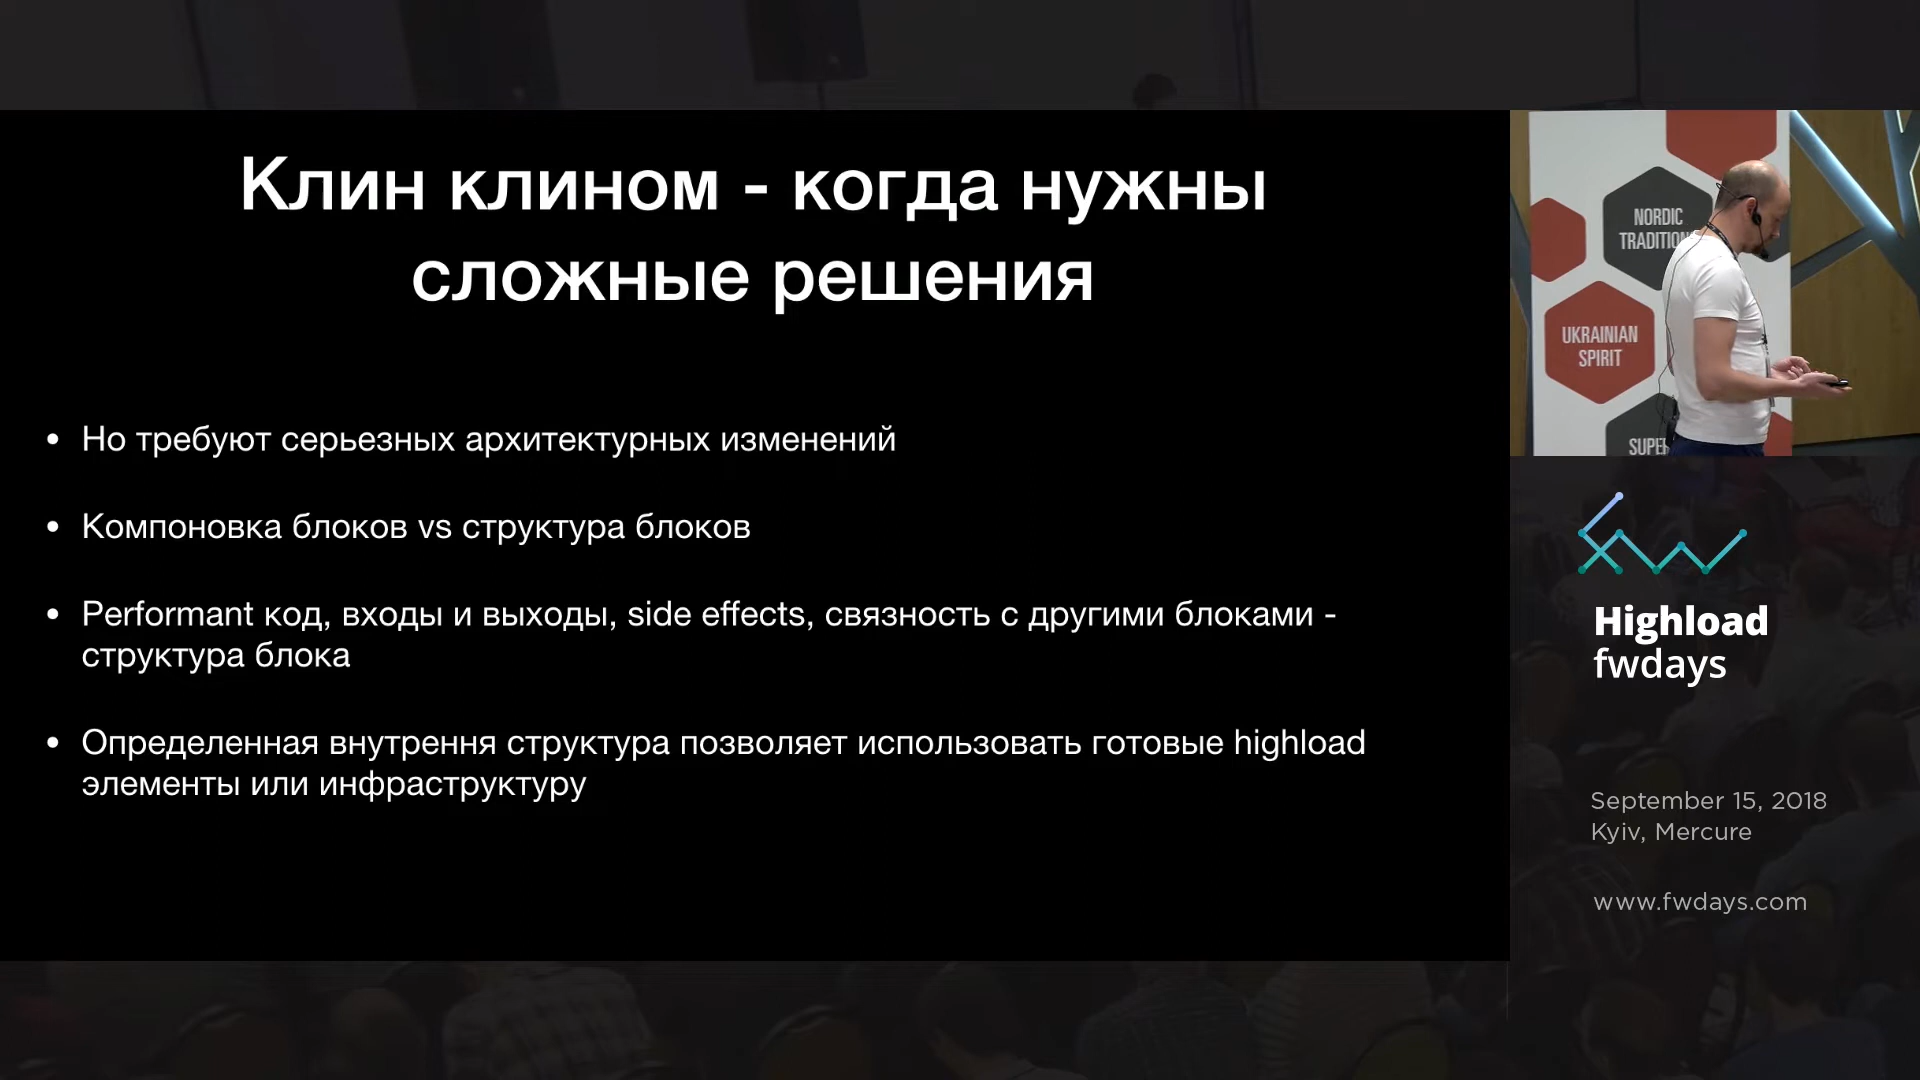 Клин клином - когда нужны
сложные решения
• Но требуют серьезных архитектурных изменений
• Компоновка блоков vs структура блоков
• Performant код, входы и выходы, side effects, связность с другими блоками -
структура блока
• Определенная внутрення структура позволяет использовать готовые highload
элементы или инфраструктуру
NORDIC
UKRAINIAN
SPIRIT
Highload
fwdays
September 15, 2018
Kyiv, Mercure
www.fwdays.com